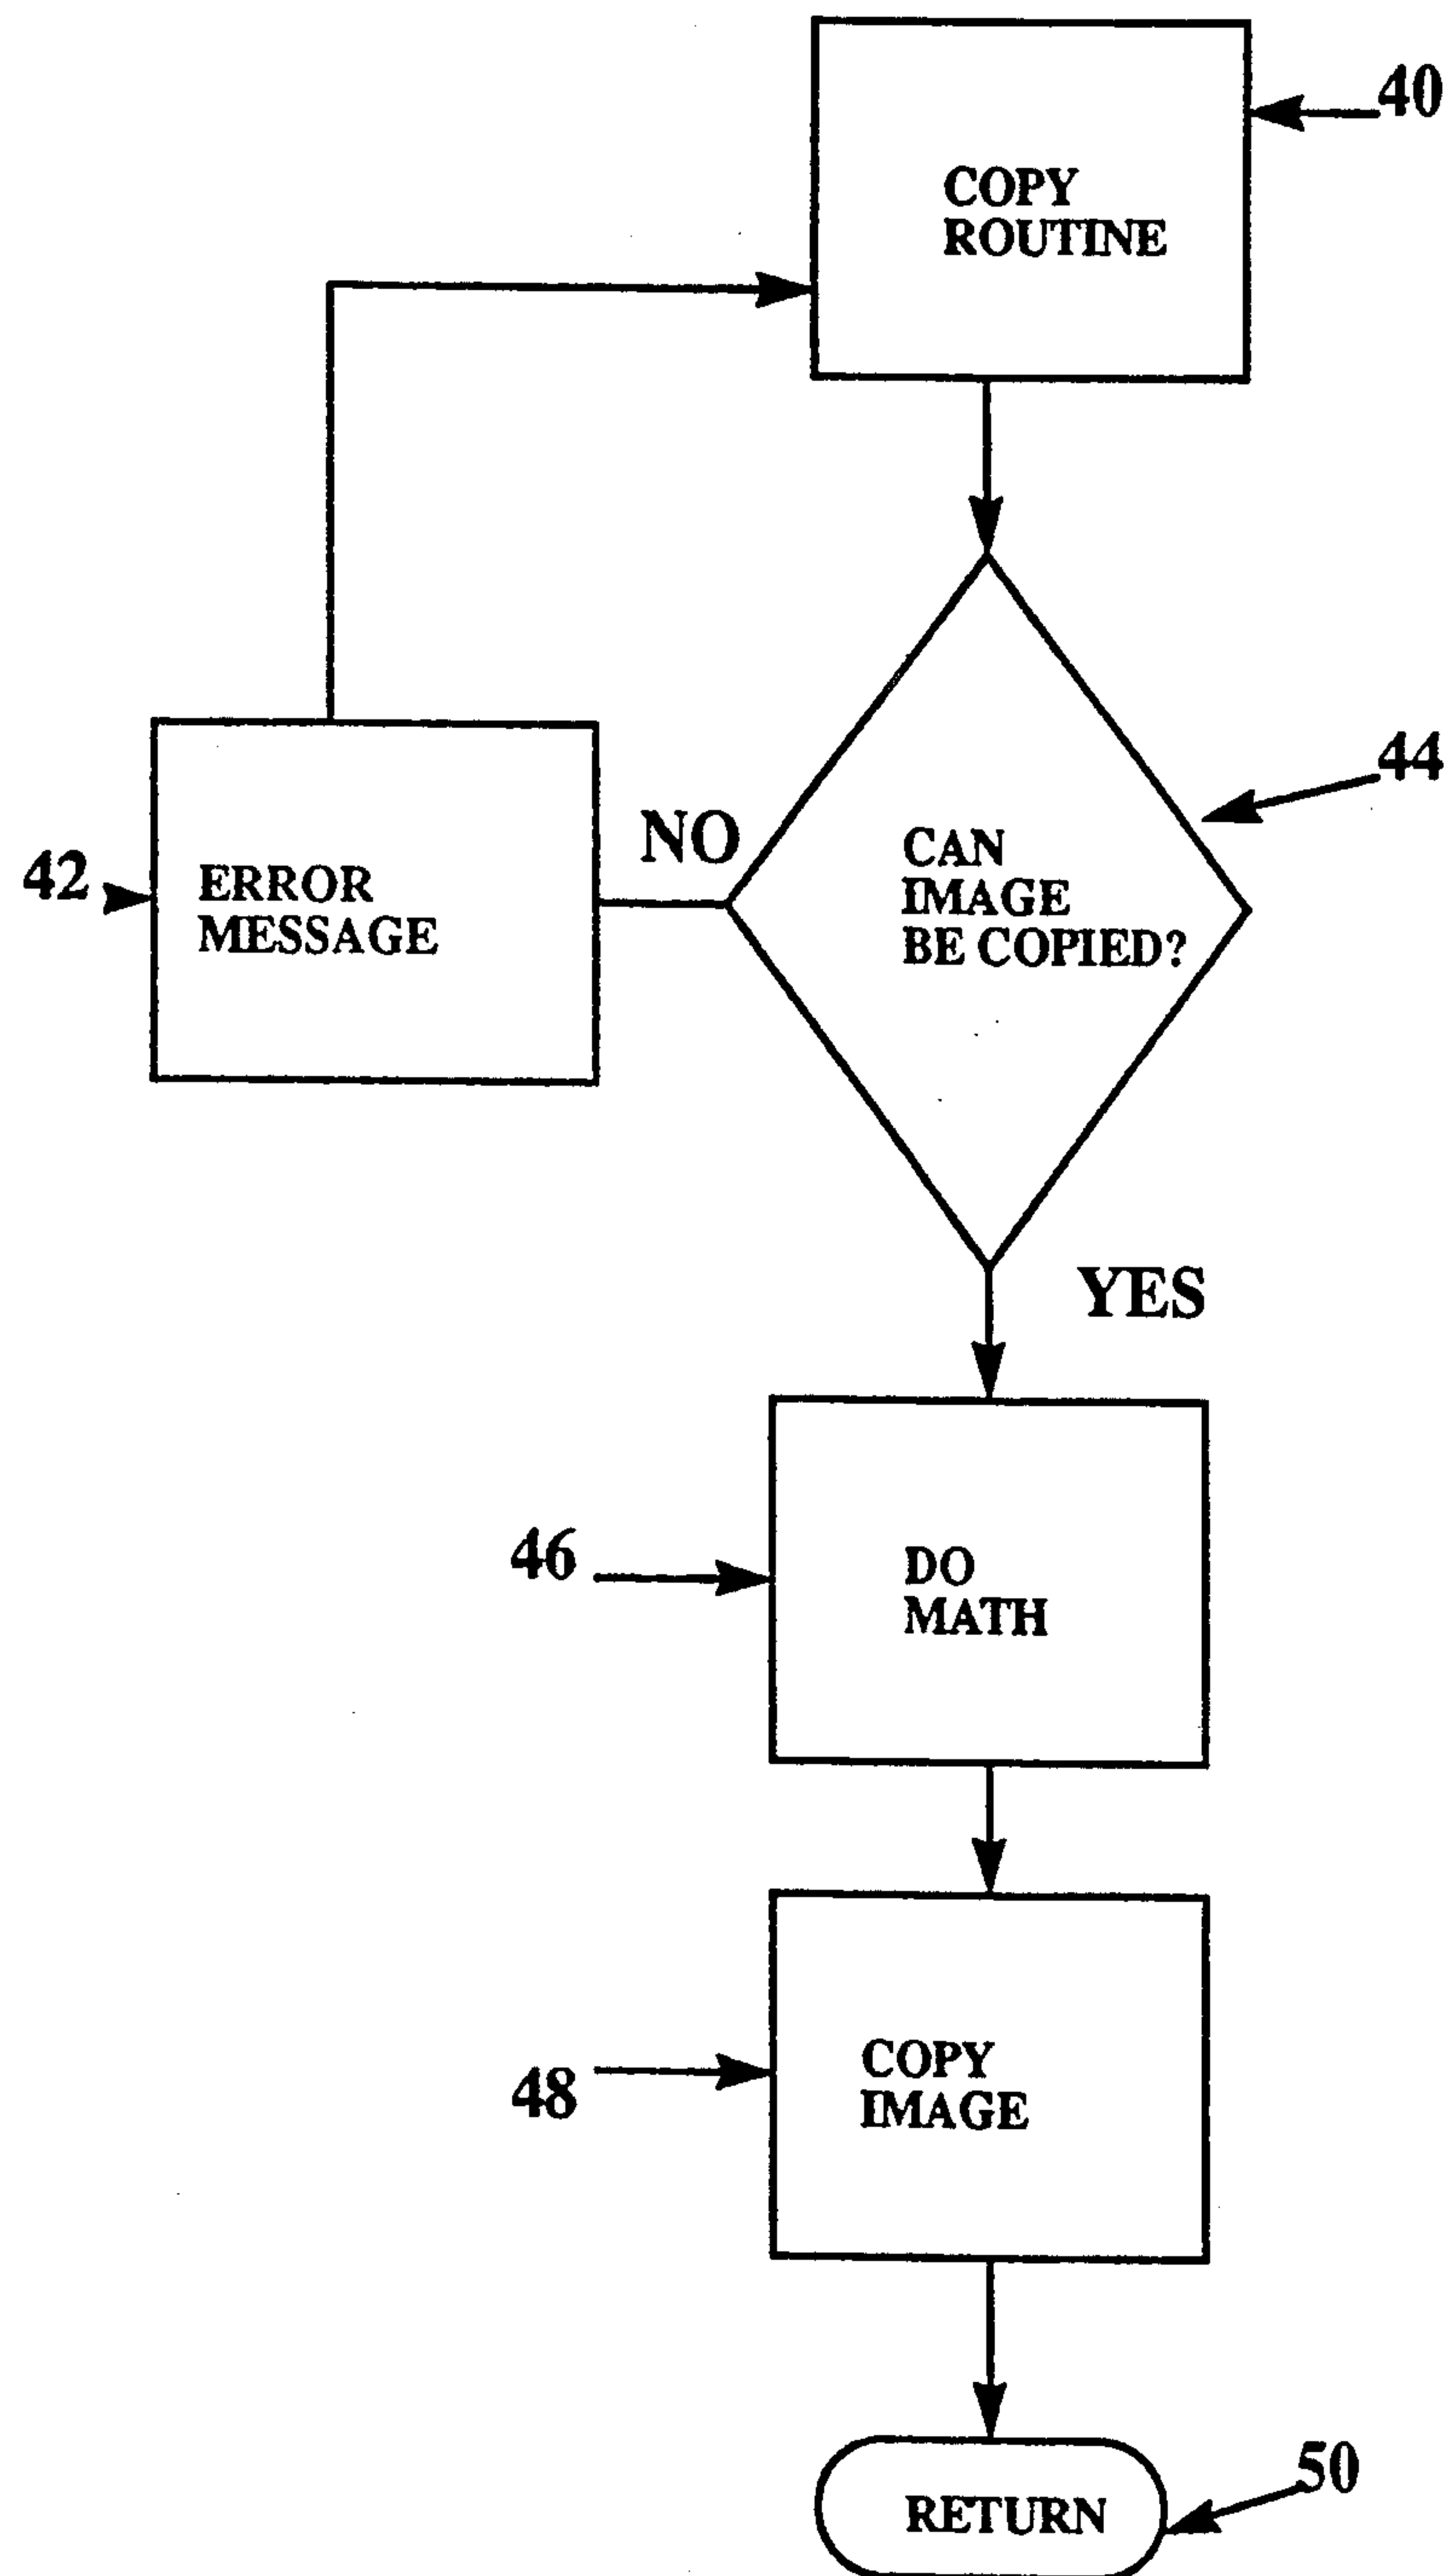 40
COPY
ROUTINE
44
NO
CAN
IMAGE
BE COPIED?
42
ERROR
MESSAGE
YES
46
DO
MATH
48
COPY
IMAGE
50
RETURN